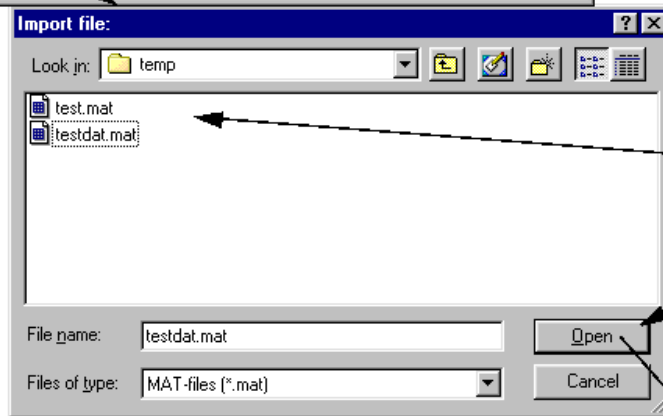 Import file:
Look in: temp
test.mat
testdat.mat
File name: testdat.mat Open
Files of type: MAT-files (*.mat) Cancel